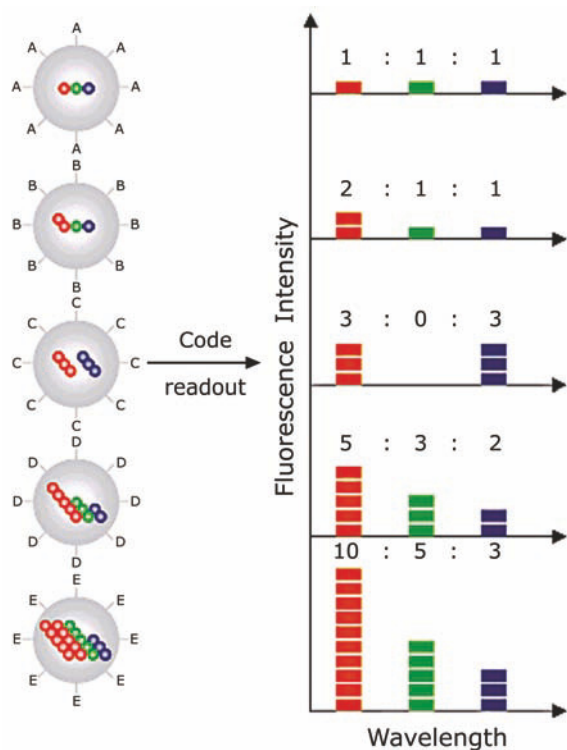 A
A A
A A
A A
A
B
B B
B B
B B
B
C
C C
C C
C C
C
D
D D
D D
D D
D
E
E E
E E
E E
E
Code
readout
Fluorescence Intensity
1 : 1 : 1
2 : 1 : 1
3 : 0 : 3
5 : 3 : 2
10 : 5 : 3
Wavelength